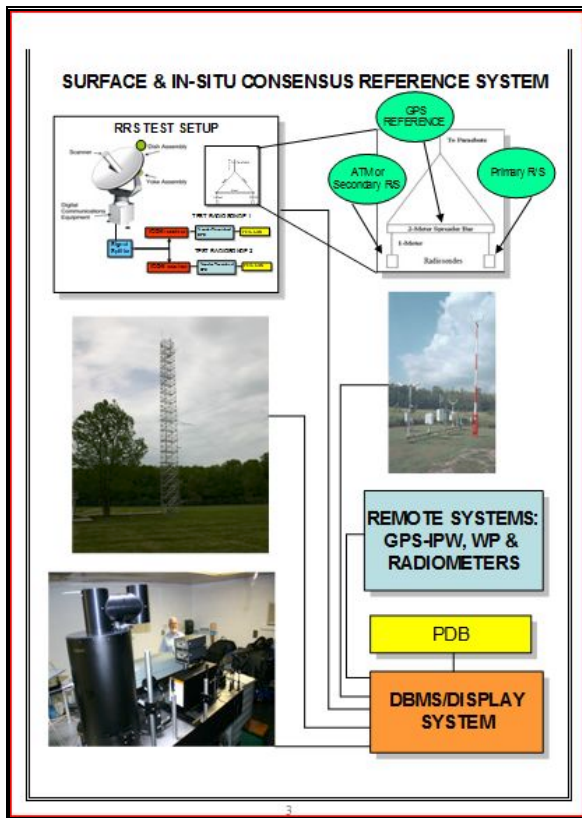 SURFACE & IN-SITU CONSENSUS REFERENCE SYSTEM
RRS TEST SETUP
Scanner
Dish Assembly
Yoke Assembly
Digital
Communications
Equipment
Signal
TEST RADIOSONDE 1
TEST RADIOSONDE 2
GPS
REFERENCE
To Parachute
ATM or
Secondary R/S
Primary R/S
2-Meter Spreader Bar
1-Meter
Radiosondes
REMOTE SYSTEMS:
GPS-IPW, WP &
RADIOMETERS
PDB
DBMS/DISPLAY
SYSTEM
3